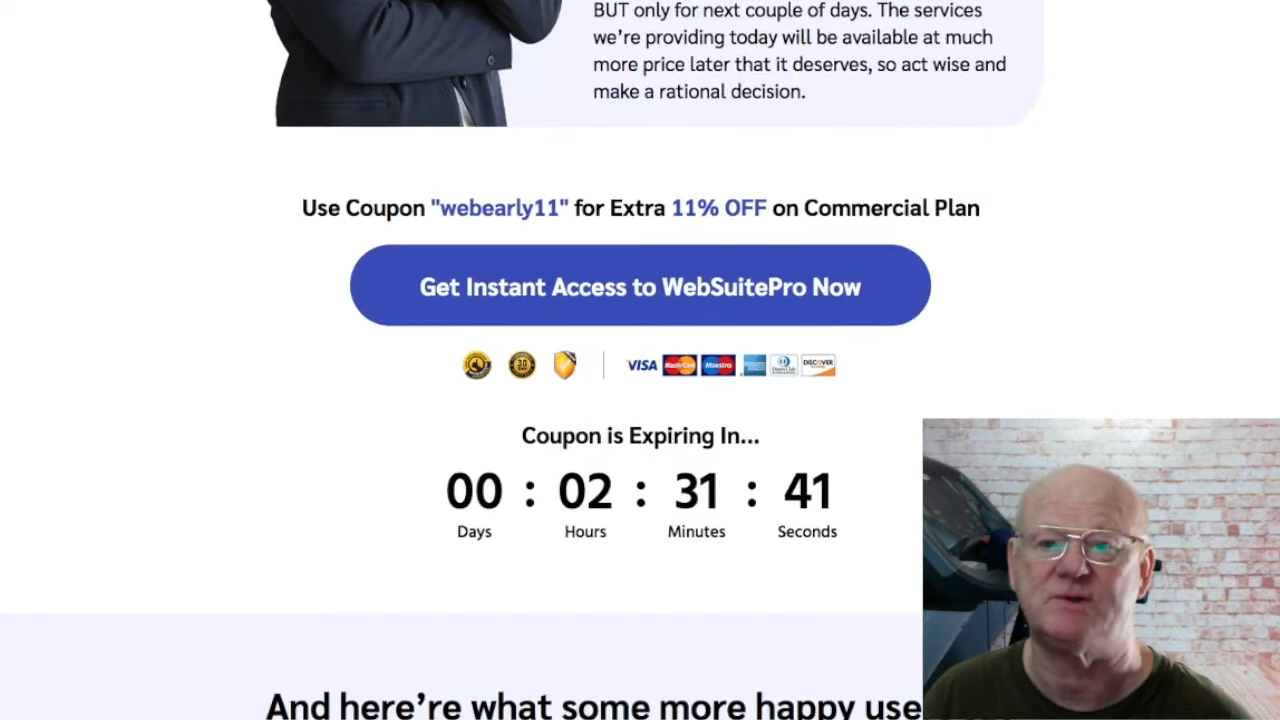 BUT only for next couple of days. The services
we're providing today will be available at much
more price later that it deserves, so act wise and
make a rational decision.
Use Coupon "webearly11" for Extra 11% OFF on Commercial Plan
Get Instant Access to WebSuitePro Now
VISA MasterCard Maestro DISCOVER
Coupon is Expiring In...
00 : 02 : 31 : 41
Days Hours Minutes Seconds
And here're what some more happy